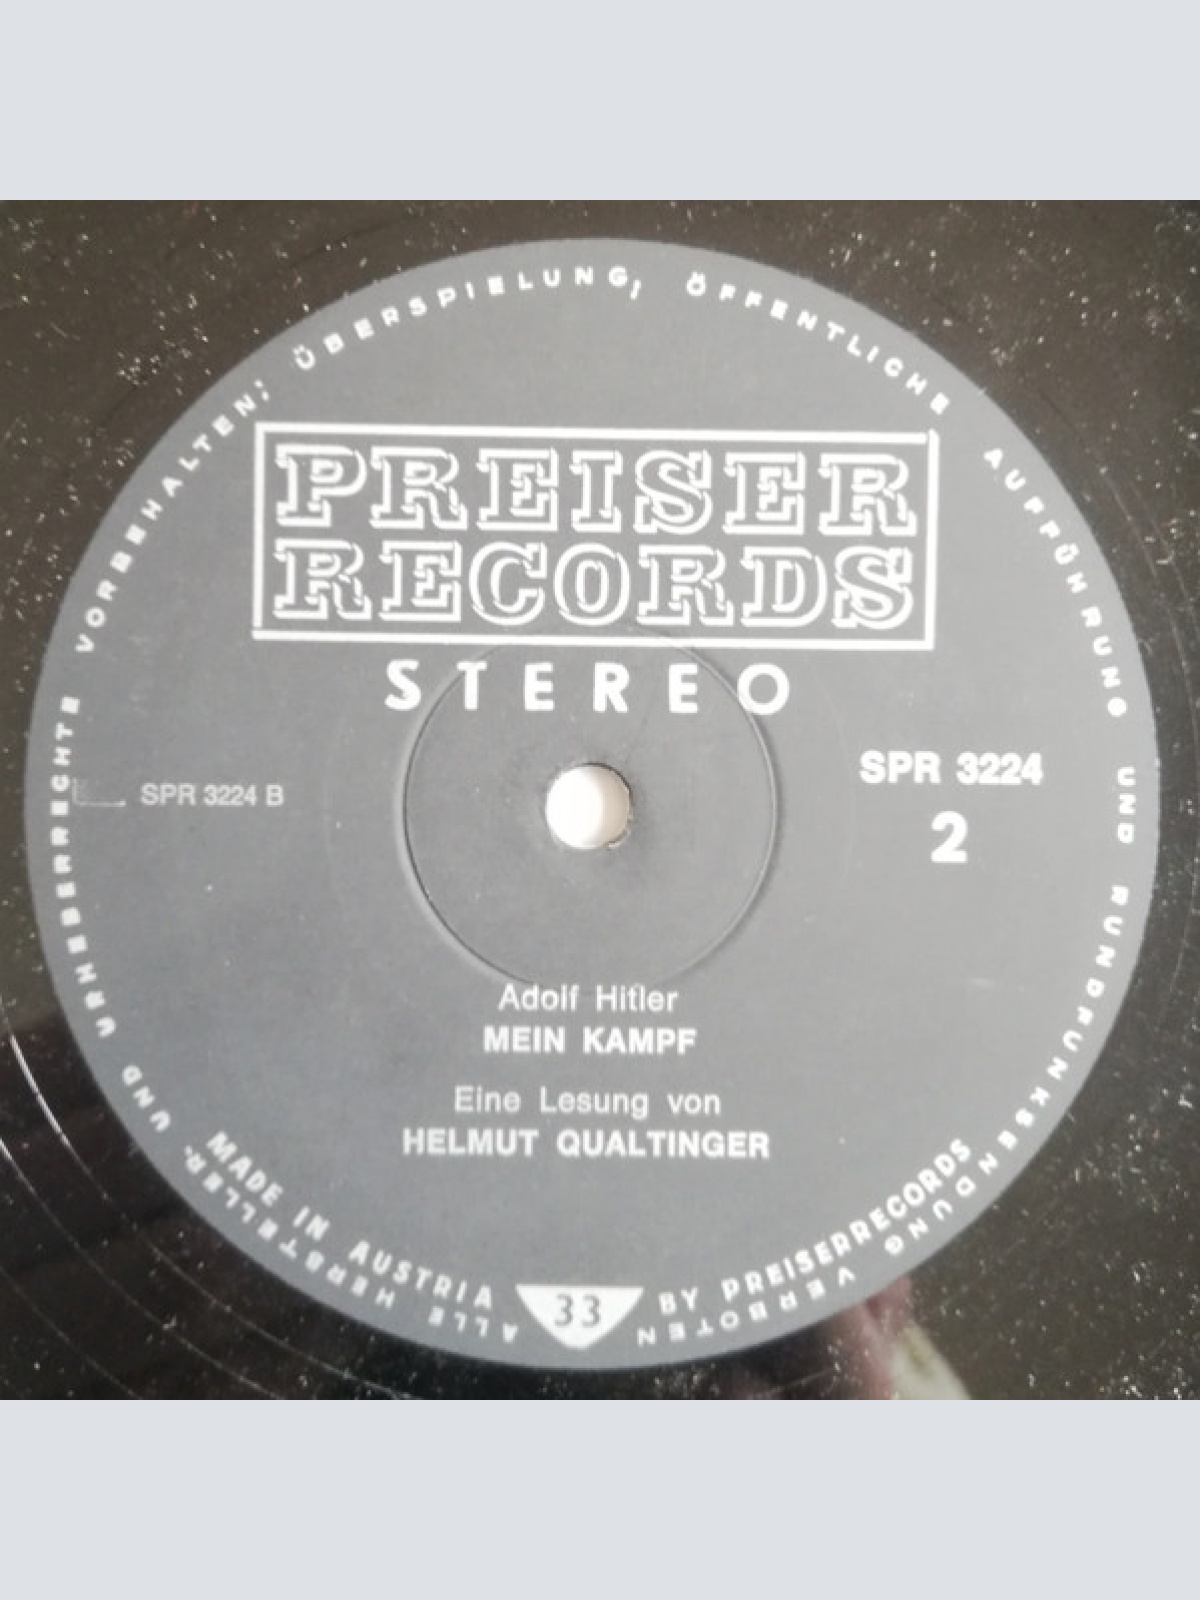 ALLE HERSTELLER- UND URHEBERRECHTE VORBEHALTEN; ÜBERSPIELUNG, ÖFFENTLICHE AUFFÜHRUNG UND RUNDFUNKSENDUNG VERBOTEN
PREISER
RECORDS
STEREO
SPR 3224
SPR 3224 B
2
Adolf Hitler
MEIN KAMPF
Eine Lesung von
HELMUT QUALTINGER
MADE IN AUSTRIA
33
BY PREISERRECORDS